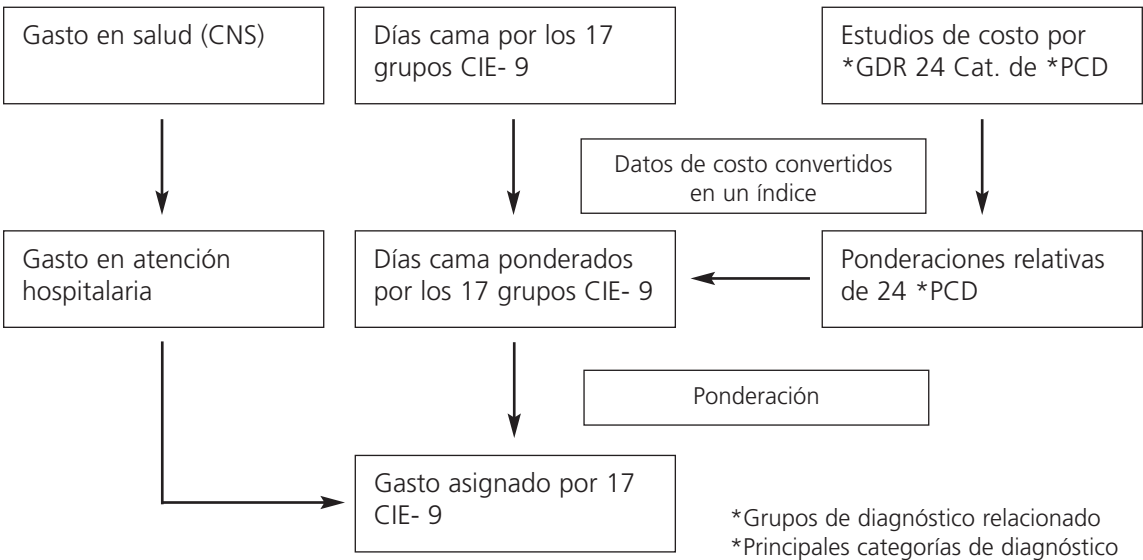 Gasto en salud (CNS)
Días cama por los 17
grupos CIE- 9
Estudios de costo por
*GDR 24 Cat. de *PCD
Datos de costo convertidos
en un índice
Gasto en atención
hospitalaria
Días cama ponderados
por los 17 grupos CIE- 9
Ponderaciones relativas
de 24 *PCD
Ponderación
Gasto asignado por 17
CIE- 9
*Grupos de diagnóstico relacionado
*Principales categorías de diagnóstico